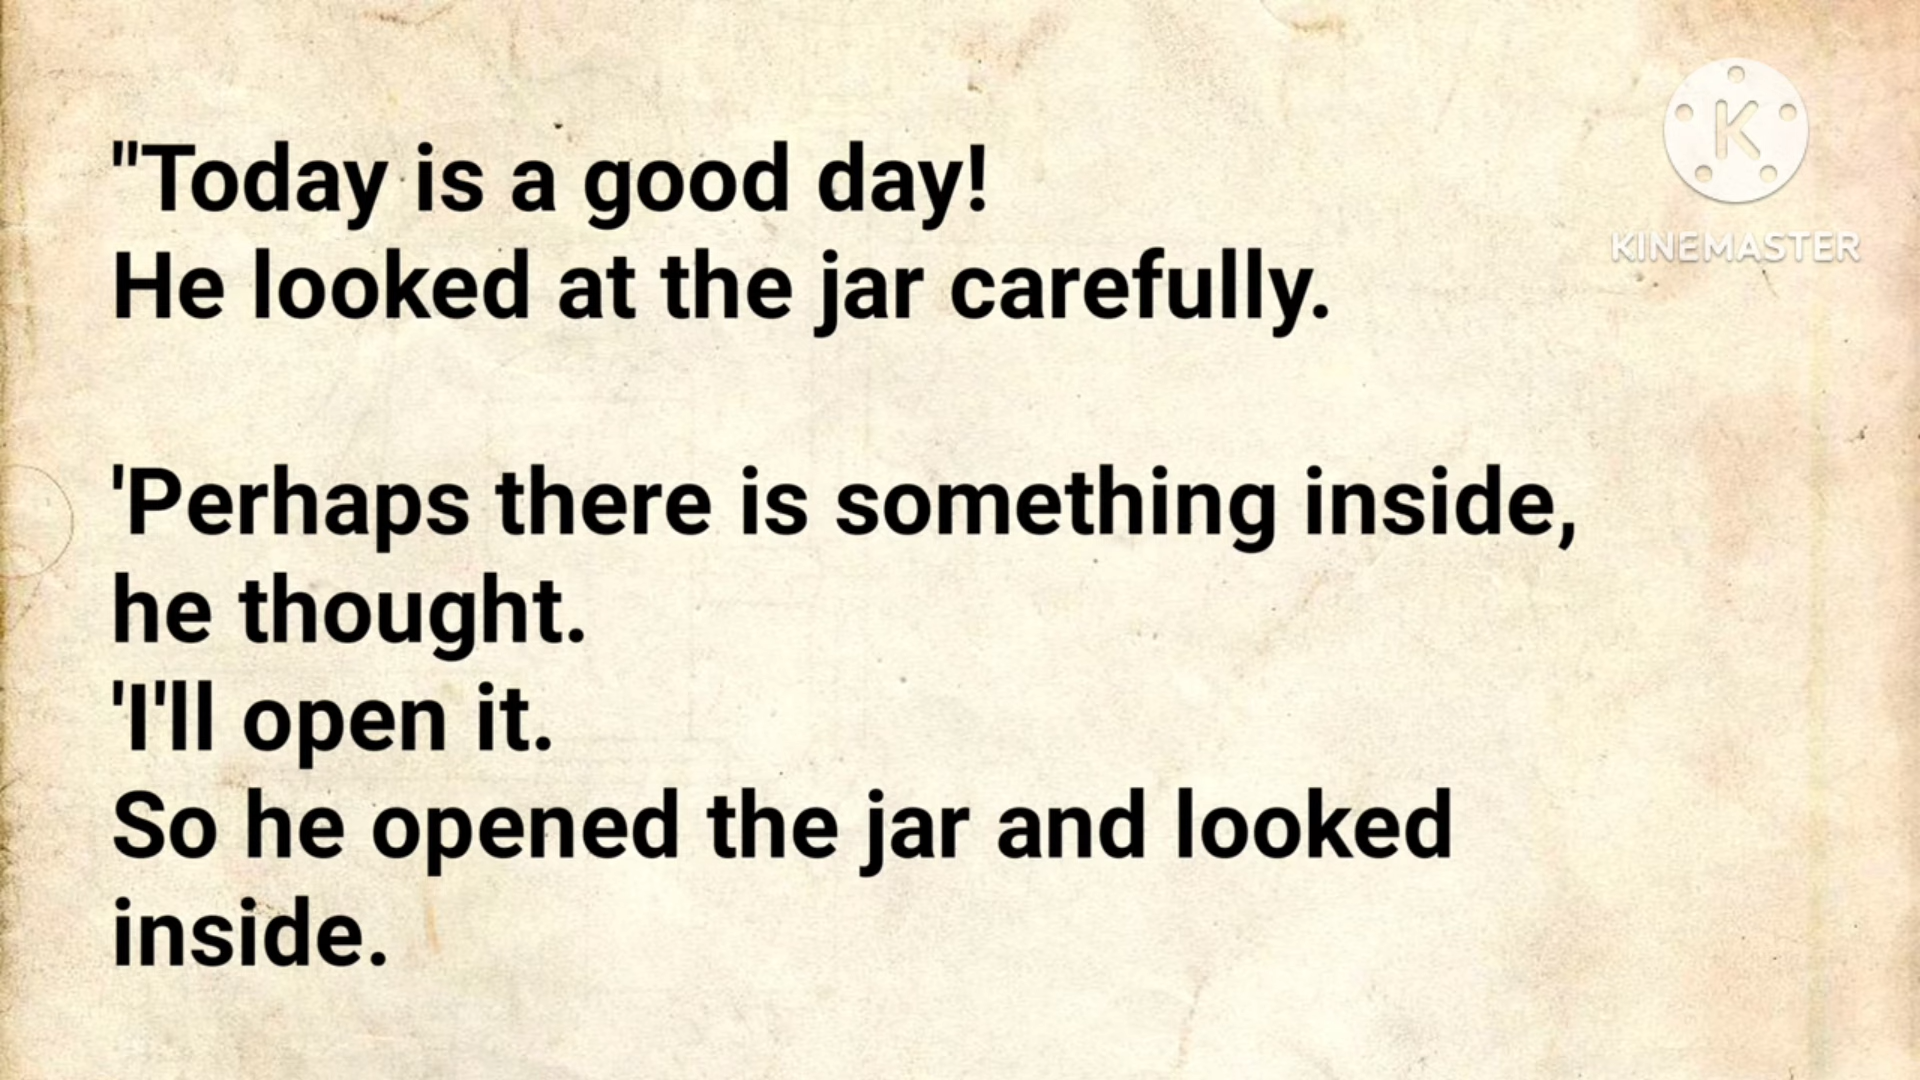 "Today is a good day!
He looked at the jar carefully.
'Perhaps there is something inside,
he thought.
'I'll open it.
So he opened the jar and looked
inside.
K
KINEMASTER